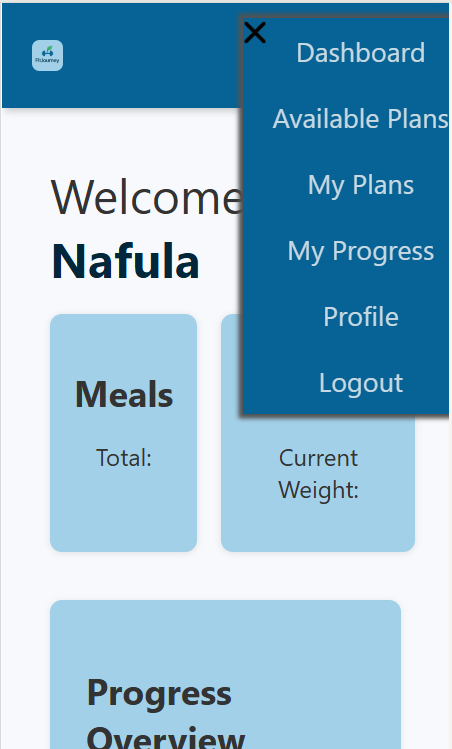 FitJourney
Dashboard
Available Plans
My Plans
My Progress
Profile
Logout
Welcome
Nafula
Meals
Total:
Current
Weight:
Progress
Overview